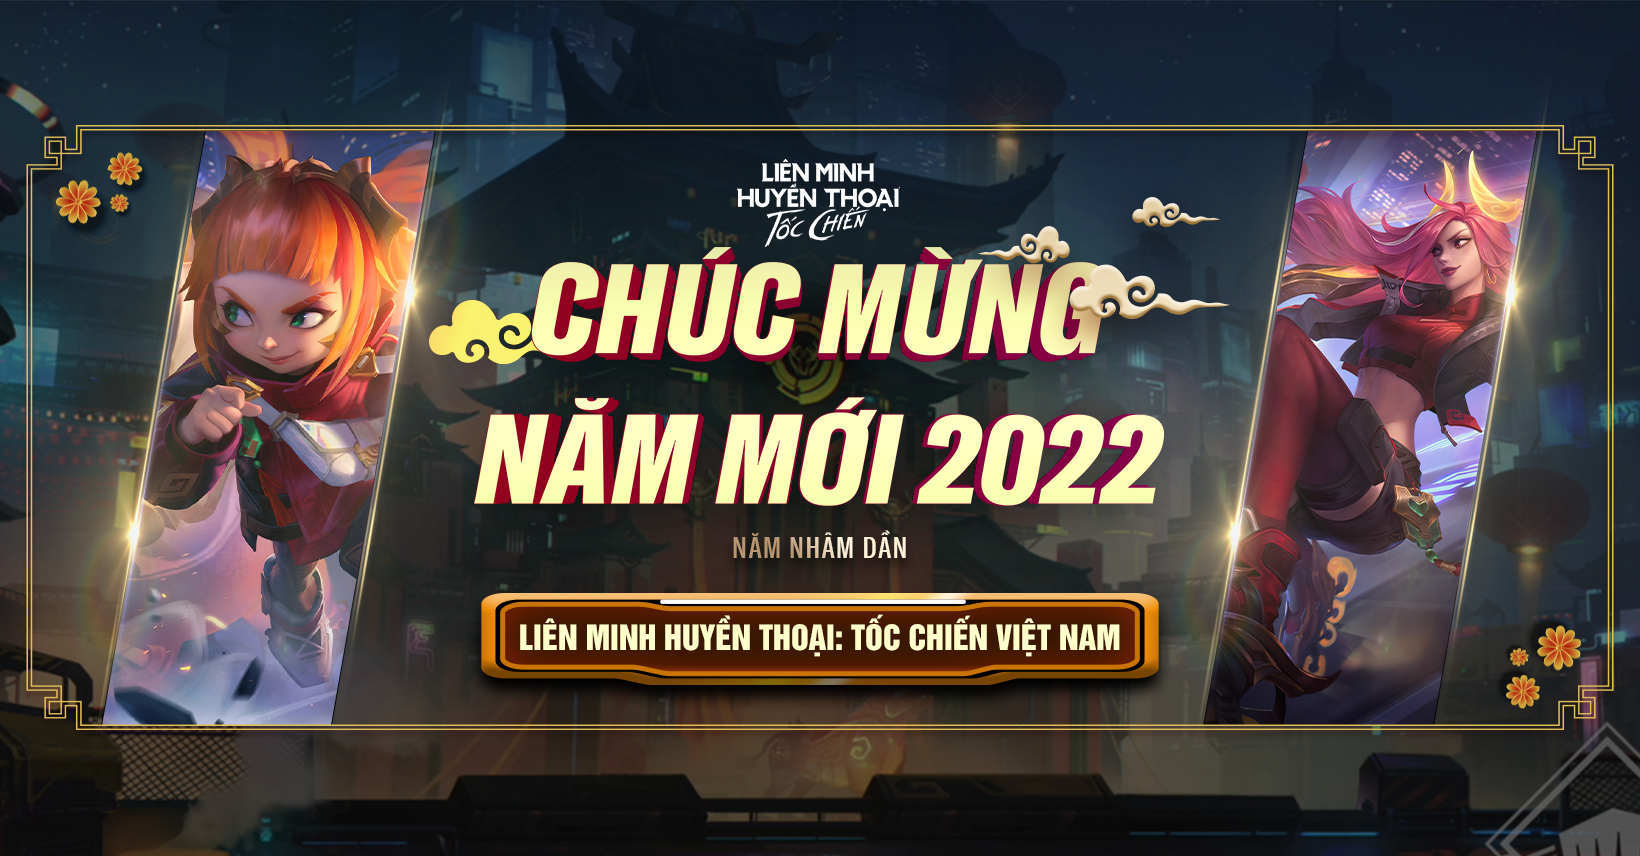 LIÊN MINH
HUYỀN THOẠI
TỐC CHIẾN
CHÚC MỪNG
NĂM MỚI 2022
NĂM NHÂM DẦN
LIÊN MINH HUYỀN THOẠI: TỐC CHIẾN VIỆT NAM